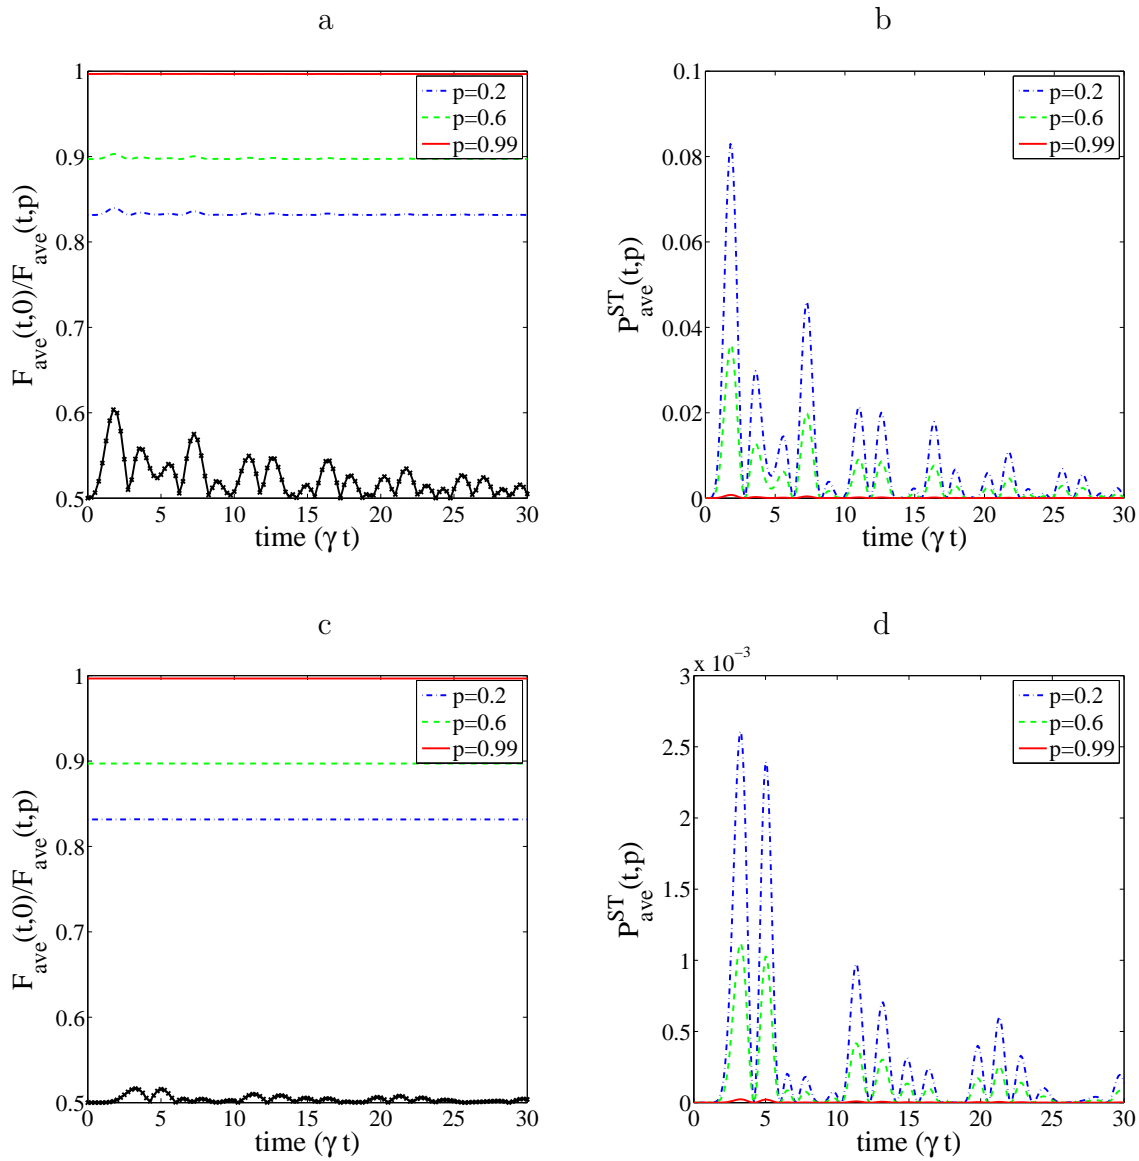 a
1
0.9
0.8
0.7
0.6
0.5
0 5 10 15 20 25 30
time (γ t)
F_ave(t,0)/F_ave(t,p)
p=0.2
p=0.6
p=0.99
b
0.1
0.08
0.06
0.04
0.02
0
0 5 10 15 20 25 30
time (γ t)
P^ST_ave(t,p)
p=0.2
p=0.6
p=0.99
c
1
0.9
0.8
0.7
0.6
0.5
0 5 10 15 20 25 30
time (γ t)
F_ave(t,0)/F_ave(t,p)
p=0.2
p=0.6
p=0.99
d
x 10^-3
3
2.5
2
1.5
1
0.5
0
0 5 10 15 20 25 30
time (γ t)
P^ST_ave(t,p)
p=0.2
p=0.6
p=0.99